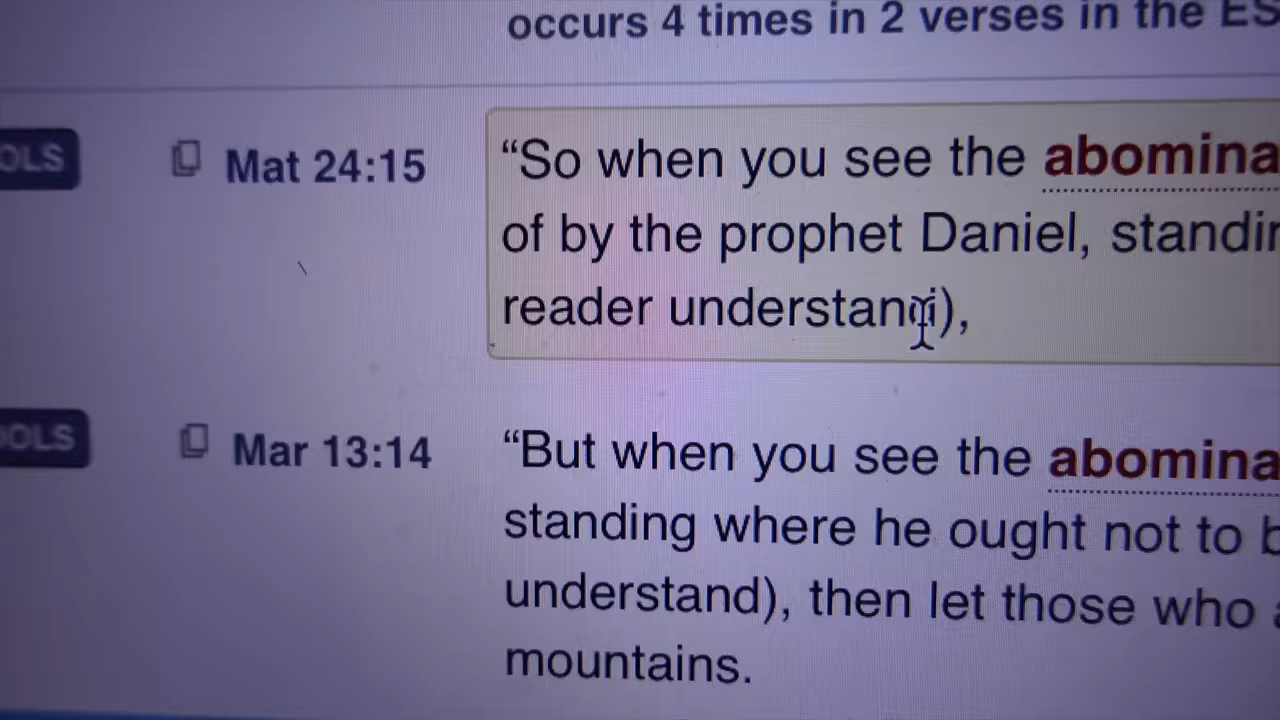 occurs 4 times in 2 verses in the ES
OLS
Mat 24:15
“So when you see the abomina
of by the prophet Daniel, standin
reader understand),
OOLS
Mar 13:14
“But when you see the abomina
standing where he ought not to b
understand), then let those who a
mountains.